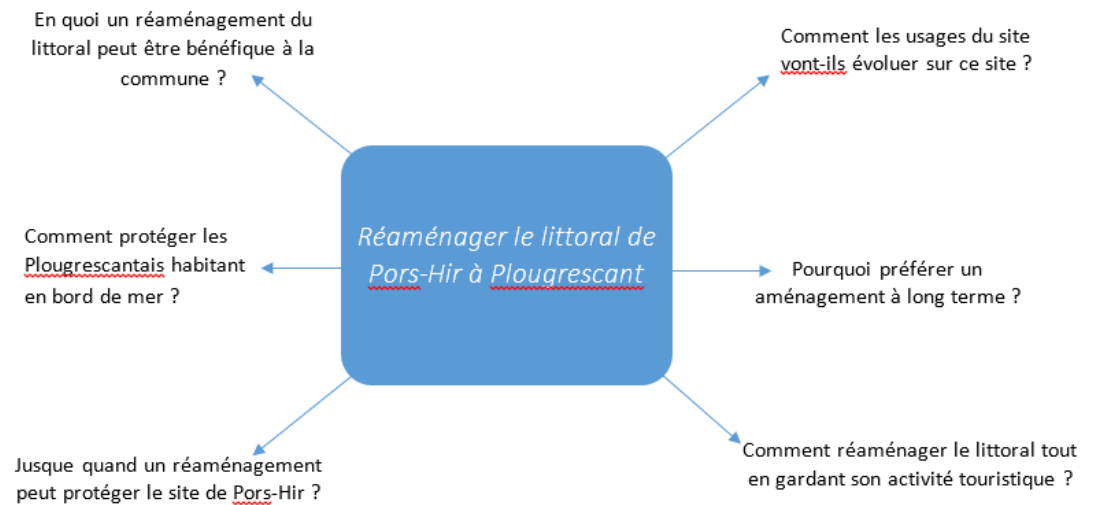 En quoi un réaménagement du
littoral peut être bénéfique à la
commune ?
Comment les usages du site
vont-ils évoluer sur ce site ?
Réaménager le littoral de
Pors-Hir à Plougrescant
Comment protéger les
Plougrescantais habitant
en bord de mer ?
Pourquoi préférer un
aménagement à long terme ?
Jusque quand un réaménagement
peut protéger le site de Pors-Hir ?
Comment réaménager le littoral tout
en gardant son activité touristique ?